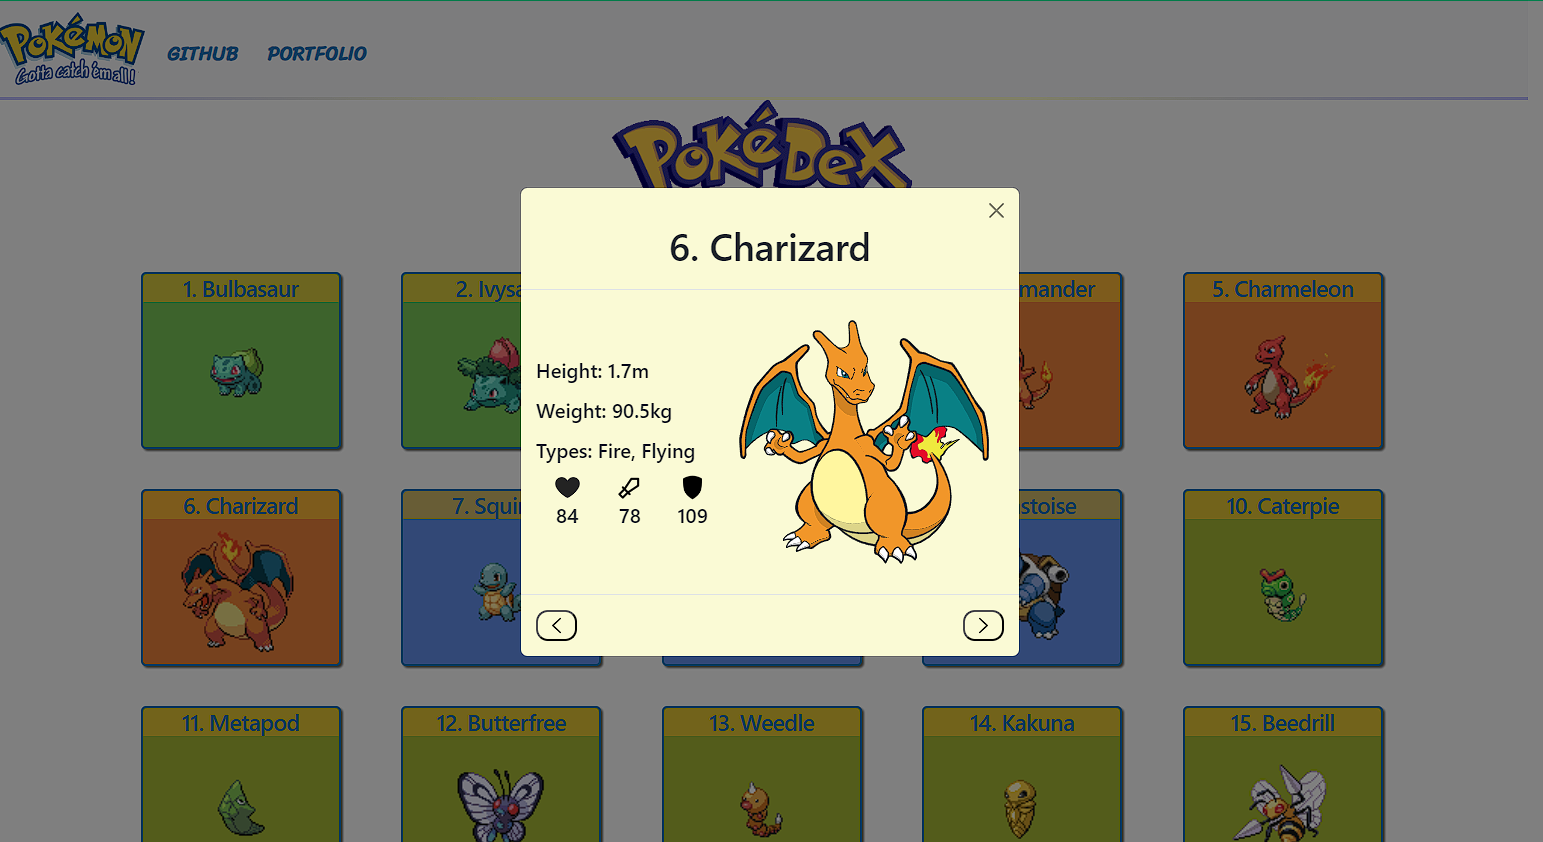 POKéMON
Gotta catch 'em all!
GITHUB PORTFOLIO
POKéDEX
6. Charizard
Height: 1.7m
Weight: 90.5kg
Types: Fire, Flying
84 78 109
1. Bulbasaur
2. Ivysa
mander
5. Charmeleon
6. Charizard
7. Squi
stoise
10. Caterpie
11. Metapod
12. Butterfree
13. Weedle
14. Kakuna
15. Beedrill